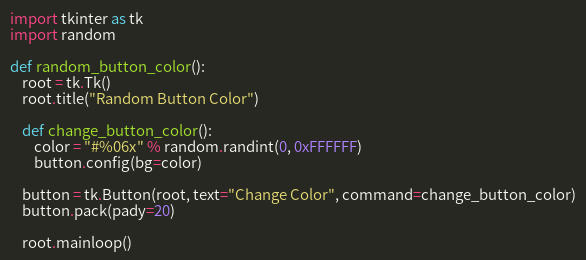 import tkinter as tk
import random
def random_button_color():
root = tk.Tk()
root.title("Random Button Color")
def change_button_color():
color = "#%06x" % random.randint(0, 0xFFFFFF)
button.config(bg=color)
button = tk.Button(root, text="Change Color", command=change_button_color)
button.pack(pady=20)
root.mainloop()